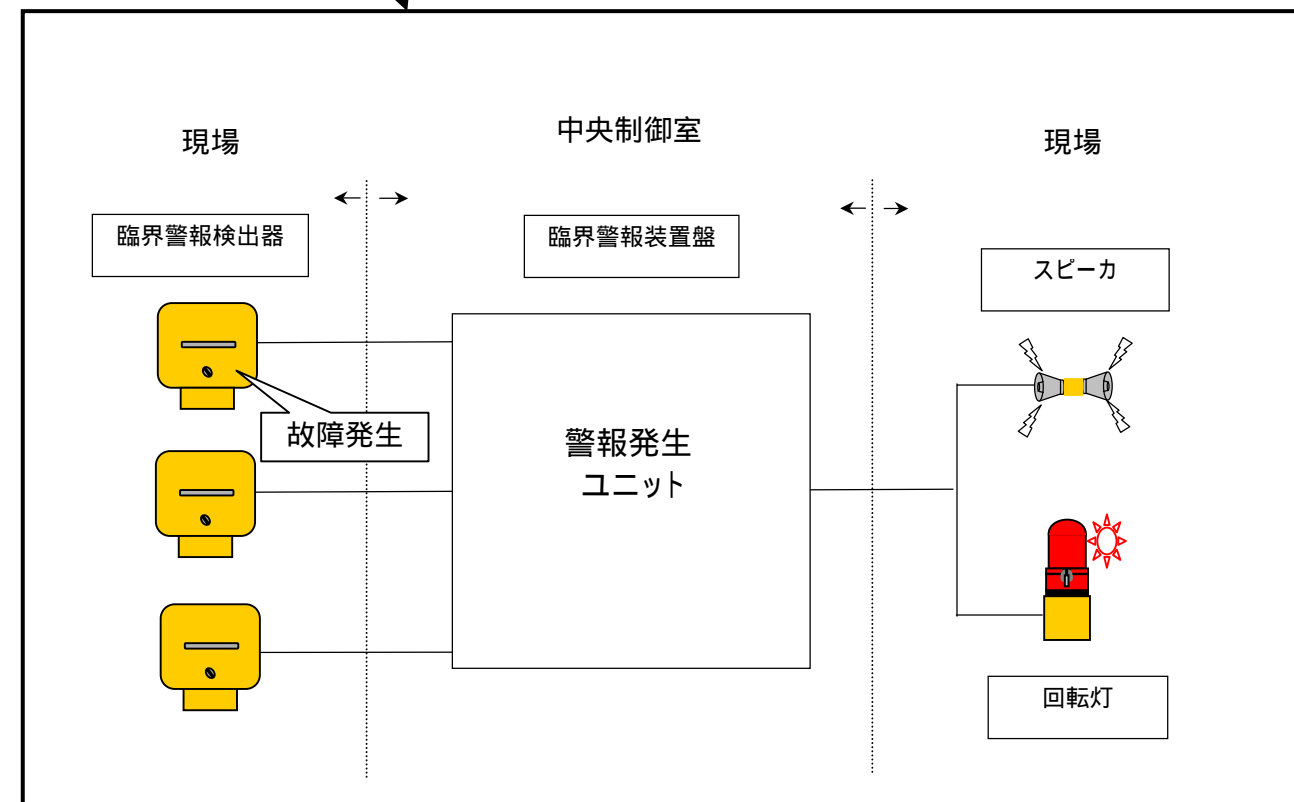 現場
中央制御室
現場
臨界警報検出器
臨界警報装置盤
スピーカ
故障発生
警報発生
ユニット
回転灯